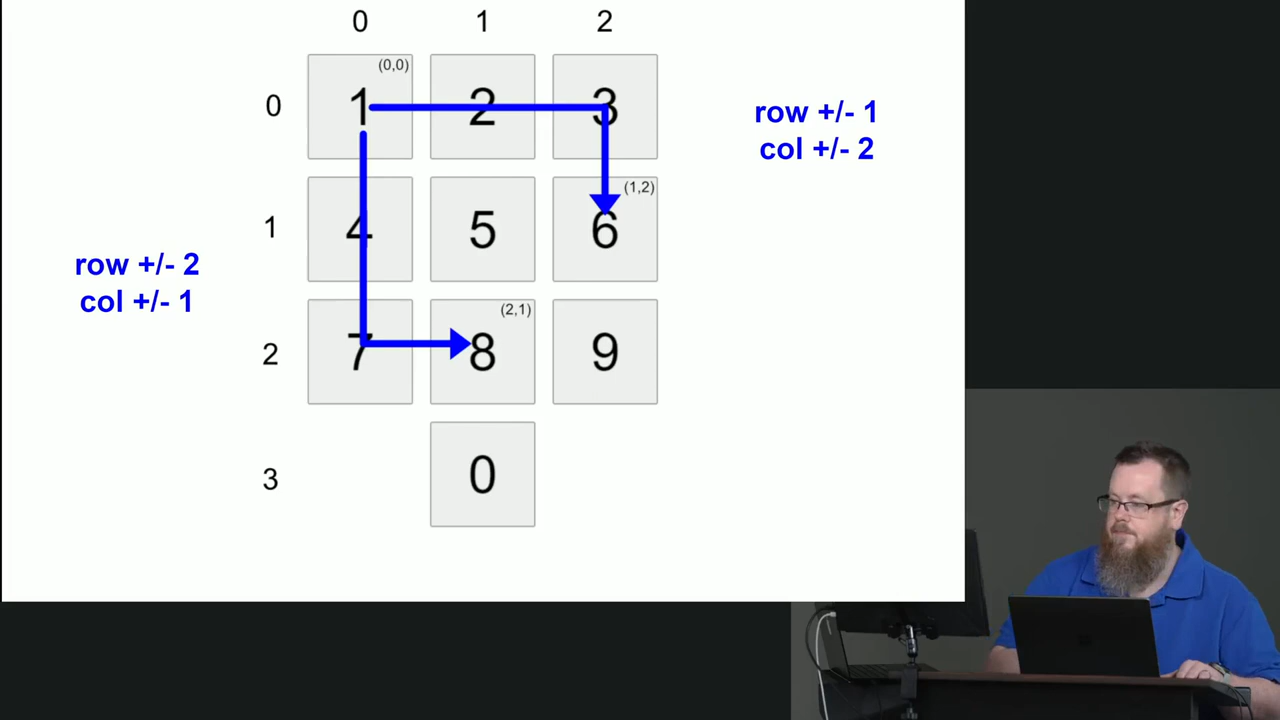 0 1 2
(0,0)
0 1 2 3
row +/- 1
col +/- 2
(1,2)
1 4 5 6
row +/- 2
col +/- 1
(2,1)
2 7 8 9
3 0